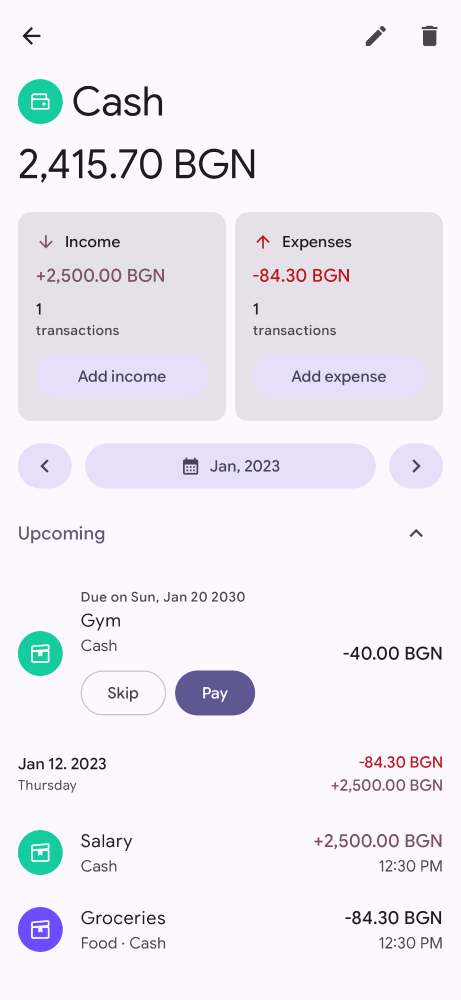 Cash
2,415.70 BGN
Income
+2,500.00 BGN
1
transactions
Add income
Expenses
-84.30 BGN
1
transactions
Add expense
Jan, 2023
Upcoming
Due on Sun, Jan 20 2030
Gym
Cash
-40.00 BGN
Skip
Pay
Jan 12. 2023
Thursday
-84.30 BGN
+2,500.00 BGN
Salary
Cash
+2,500.00 BGN
12:30 PM
Groceries
Food · Cash
-84.30 BGN
12:30 PM